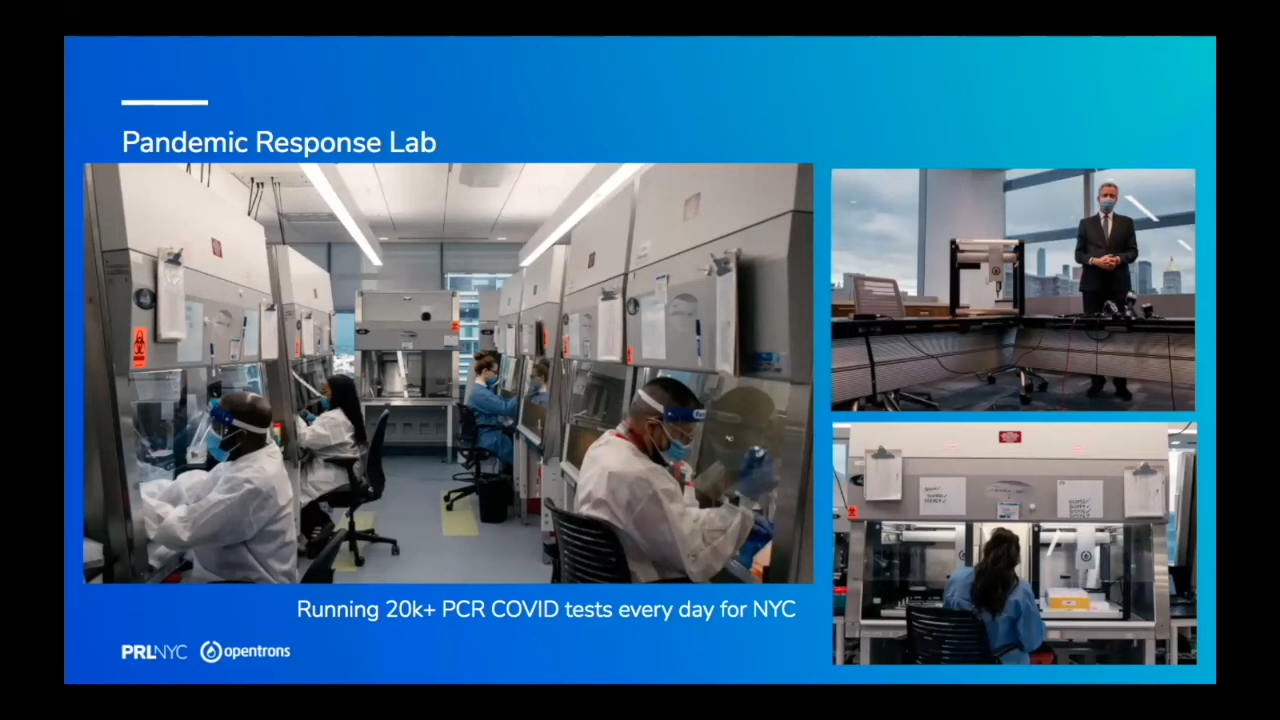 Pandemic Response Lab
Running 20k+ PCR COVID tests every day for NYC
PRLNYC
opentrons